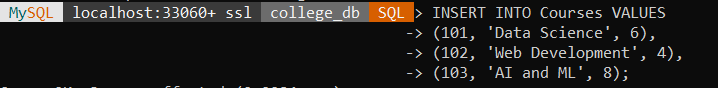 MySQL localhost:33060+ ssl college_db SQL > INSERT INTO Courses VALUES
-> (101, 'Data Science', 6),
-> (102, 'Web Development', 4),
-> (103, 'AI and ML', 8);